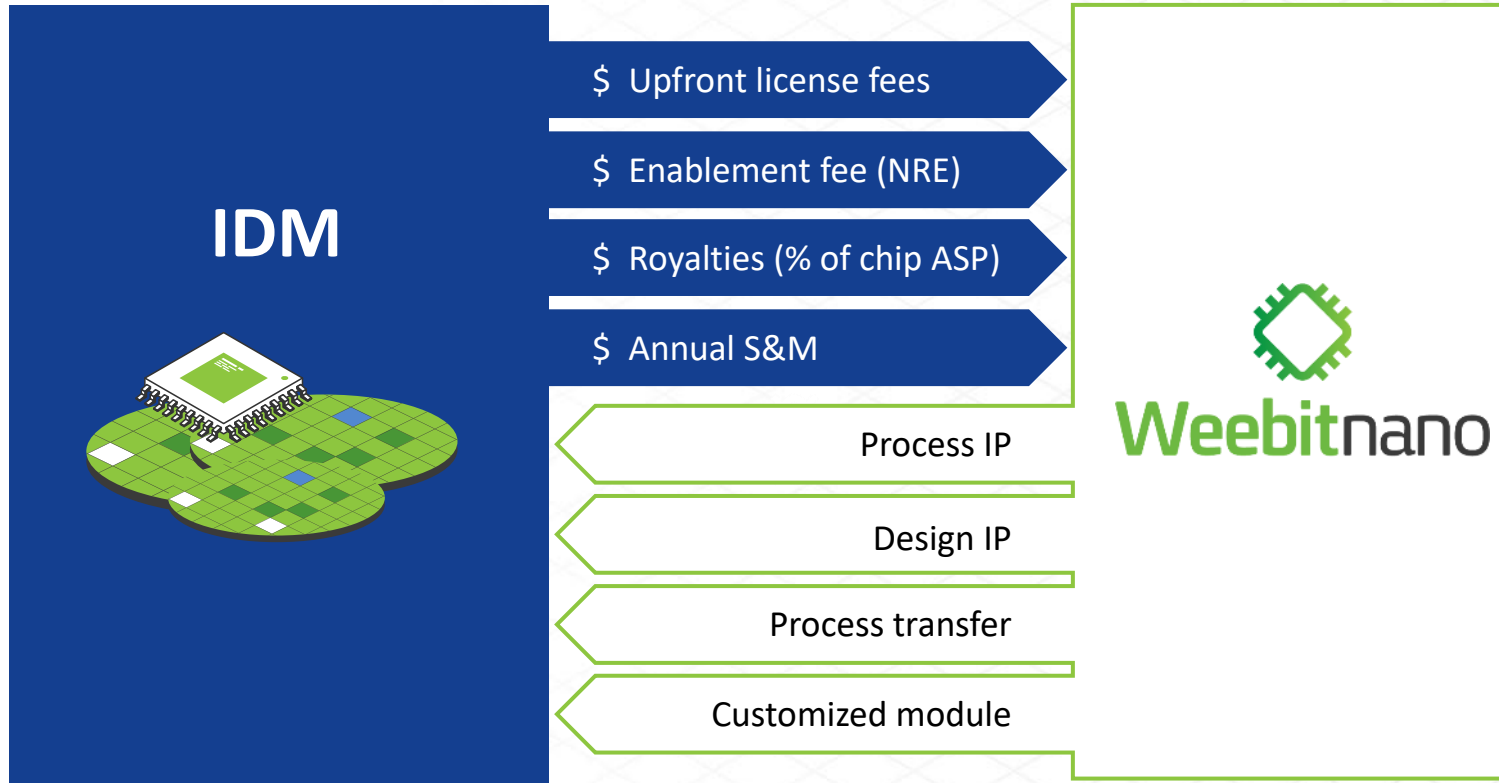 IDM
$ Upfront license fees
$ Enablement fee (NRE)
$ Royalties (% of chip ASP)
$ Annual S&M
Process IP
Design IP
Process transfer
Customized module
Weebitnano